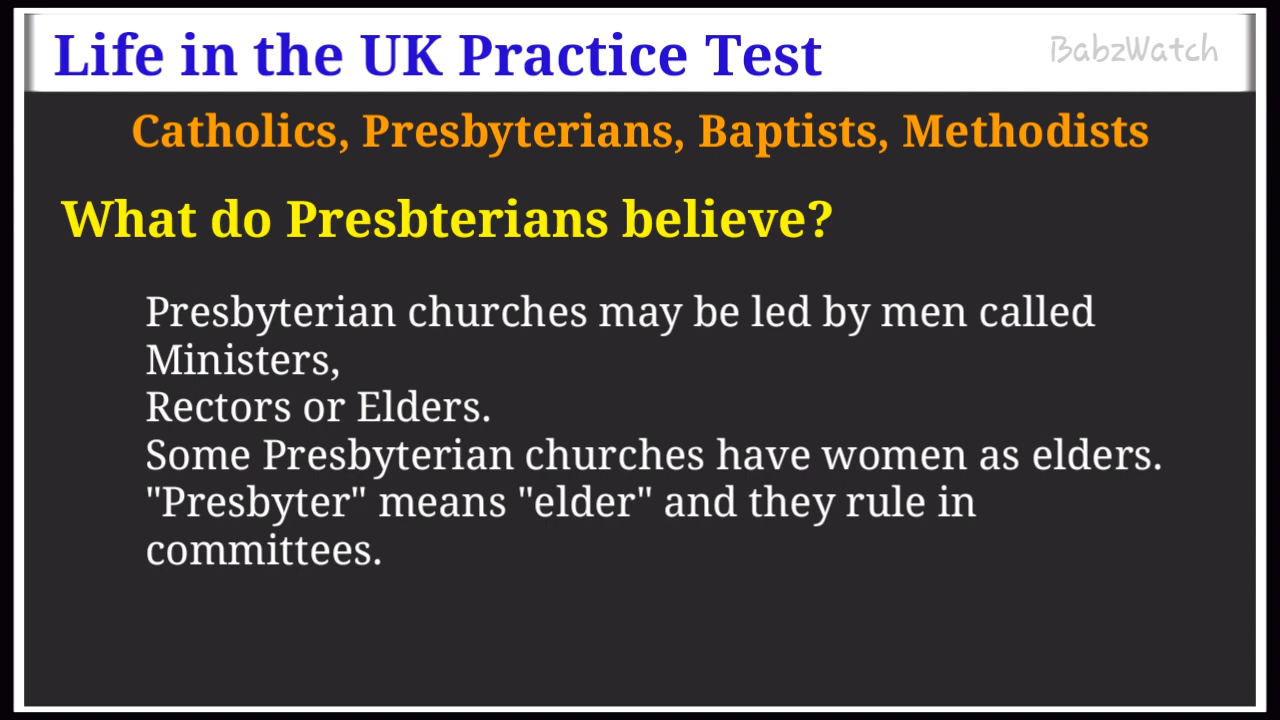 Life in the UK Practice Test
BabzWatch
Catholics, Presbyterians, Baptists, Methodists
What do Presbterians believe?
Presbyterian churches may be led by men called
Ministers,
Rectors or Elders.
Some Presbyterian churches have women as elders.
"Presbyter" means "elder" and they rule in
committees.